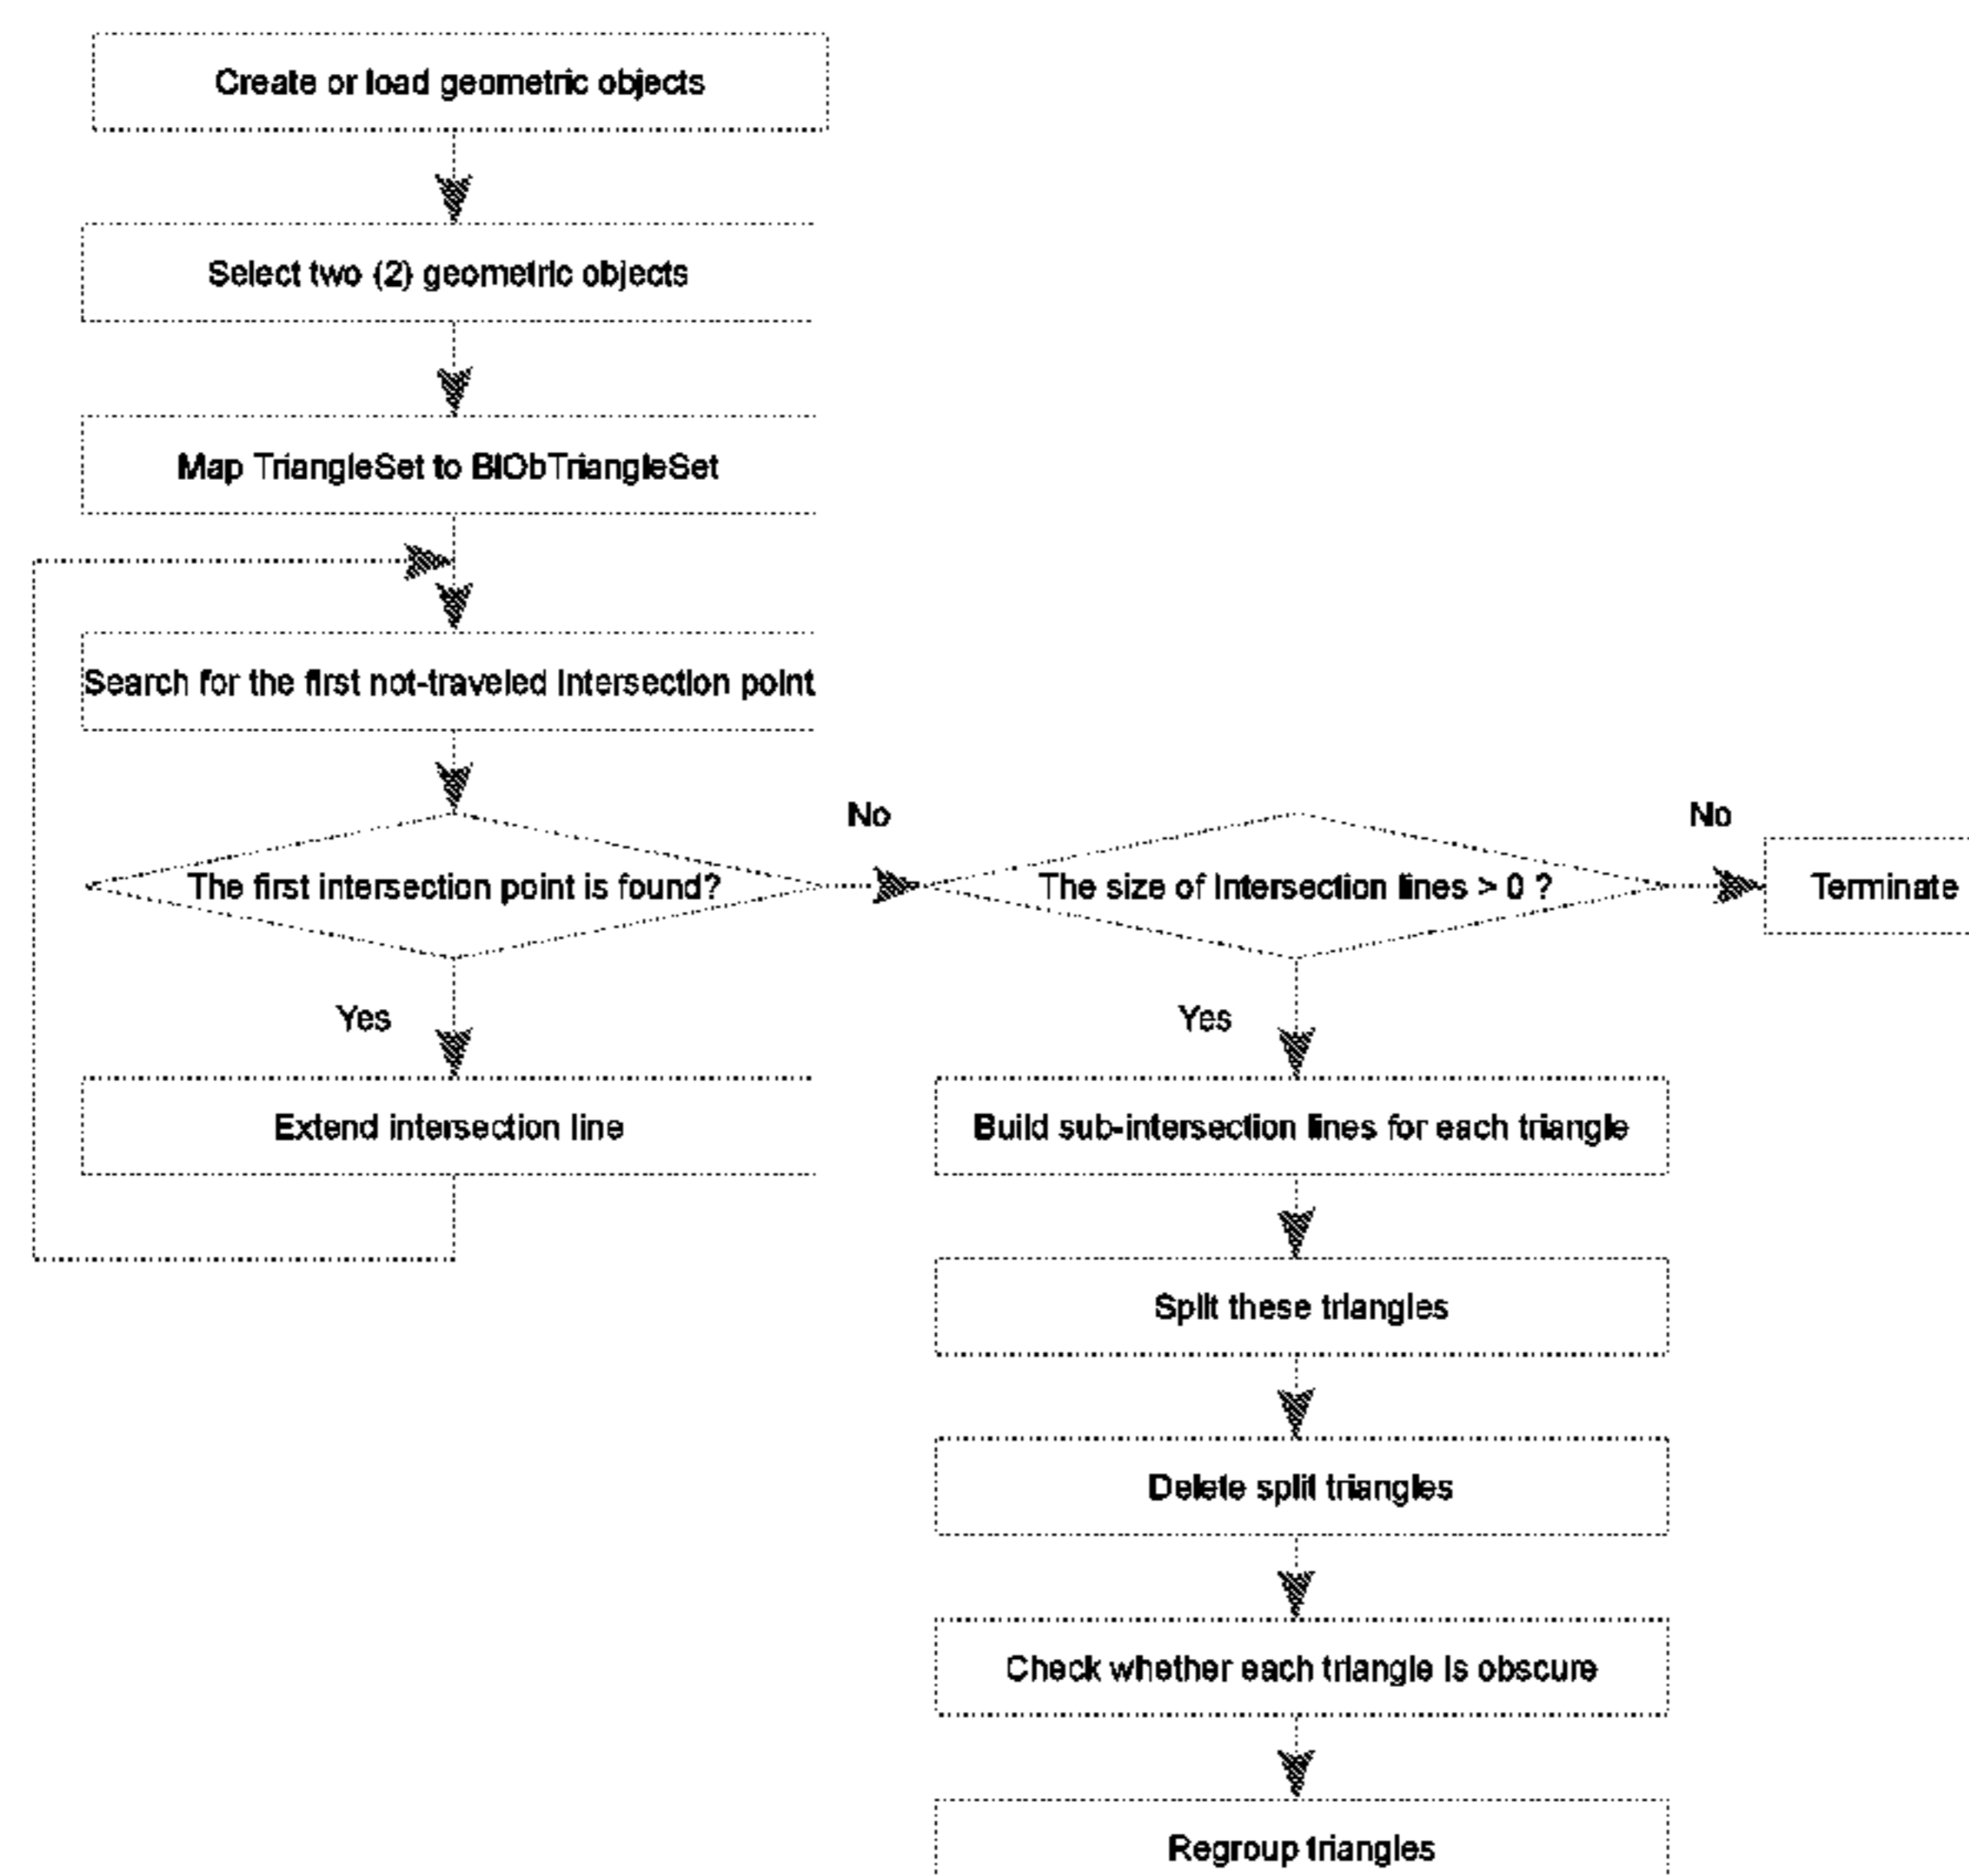 Create or load geometric objects
Select two (2) geometric objects
Map TriangleSet to BIObTriangleSet
Search for the first not-traveled intersection point
The first intersection point is found?
No
The size of Intersection lines > 0 ?
No
Terminate
Yes
Yes
Extend intersection line
Build sub-intersection lines for each triangle
Split these triangles
Delete split triangles
Check whether each triangle is obscure
Regroup triangles